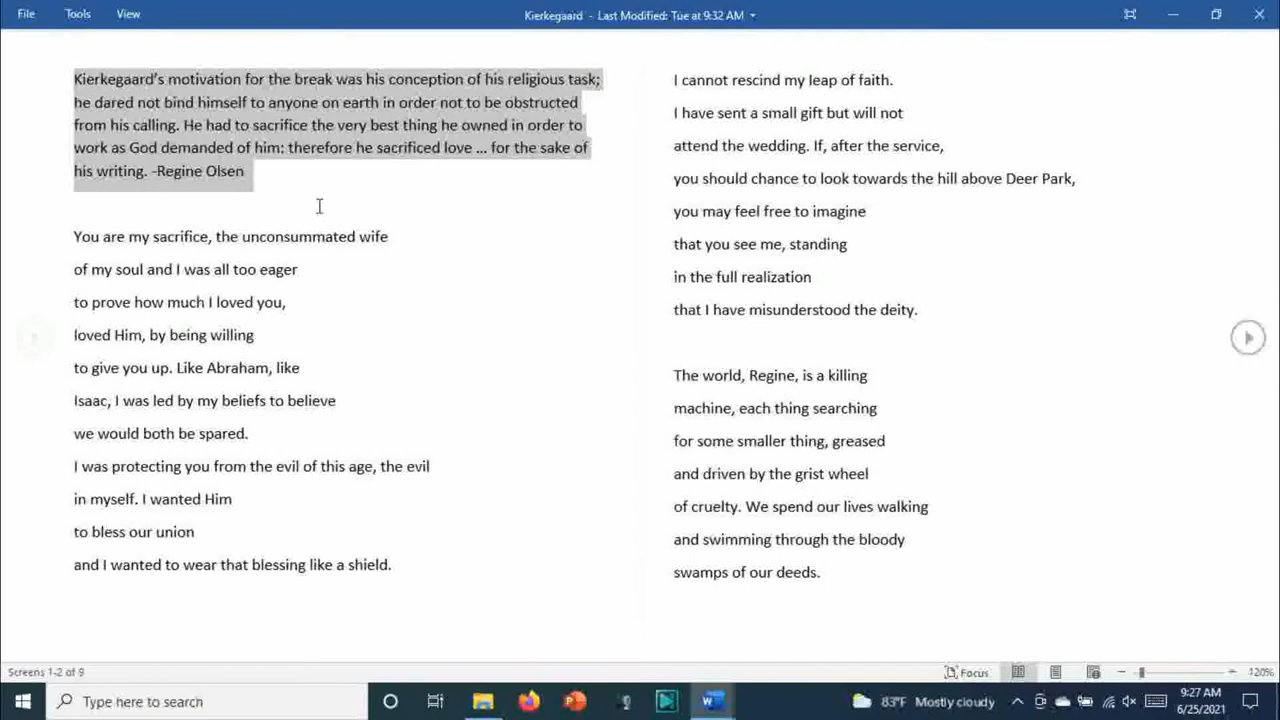 File Tools View
Kierkegaard - Last Modified: Tue at 9:32 AM
Kierkegaard's motivation for the break was his conception of his religious task;
he dared not bind himself to anyone on earth in order not to be obstructed
from his calling. He had to sacrifice the very best thing he owned in order to
work as God demanded of him: therefore he sacrificed love ... for the sake of
his writing. -Regine Olsen
You are my sacrifice, the unconsummated wife
of my soul and I was all too eager
to prove how much I loved you,
loved Him, by being willing
to give you up. Like Abraham, like
Isaac, I was led by my beliefs to believe
we would both be spared.
I was protecting you from the evil of this age, the evil
in myself. I wanted Him
to bless our union
and I wanted to wear that blessing like a shield.
I cannot rescind my leap of faith.
I have sent a small gift but will not
attend the wedding. If, after the service,
you should chance to look towards the hill above Deer Park,
you may feel free to imagine
that you see me, standing
in the full realization
that I have misunderstood the deity.
The world, Regine, is a killing
machine, each thing searching
for some smaller thing, greased
and driven by the grist wheel
of cruelty. We spend our lives walking
and swimming through the bloody
swamps of our deeds.
Screens 1-2 of 9
Focus
120%
Type here to search
83°F Mostly cloudy
9:27 AM
6/25/2021